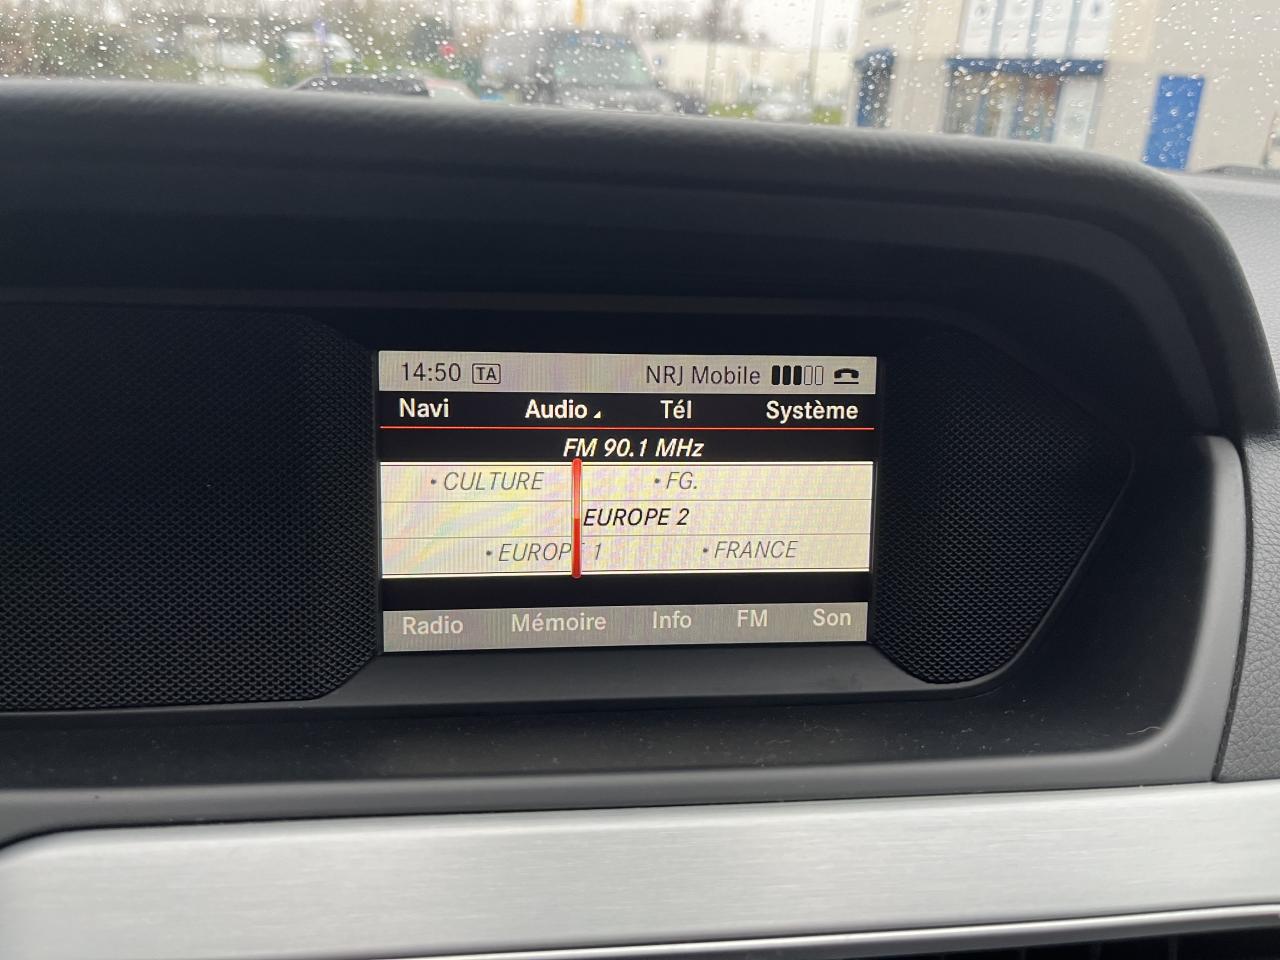 14:50 TA NRJ Mobile
Navi Audio Tél Système
FM 90.1 MHz
• CULTURE • FG.
EUROPE 2
• EUROPE 1 • FRANCE
Radio Mémoire Info FM Son